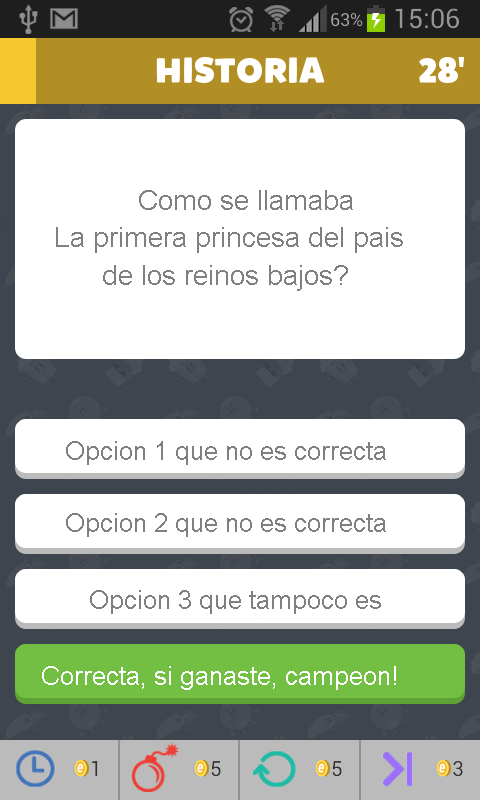 63% 15:06
HISTORIA 28'
Como se llamaba
La primera princesa del pais
de los reinos bajos?
Opcion 1 que no es correcta
Opcion 2 que no es correcta
Opcion 3 que tampoco es
Correcta, si ganaste, campeon!
1 5 5 3